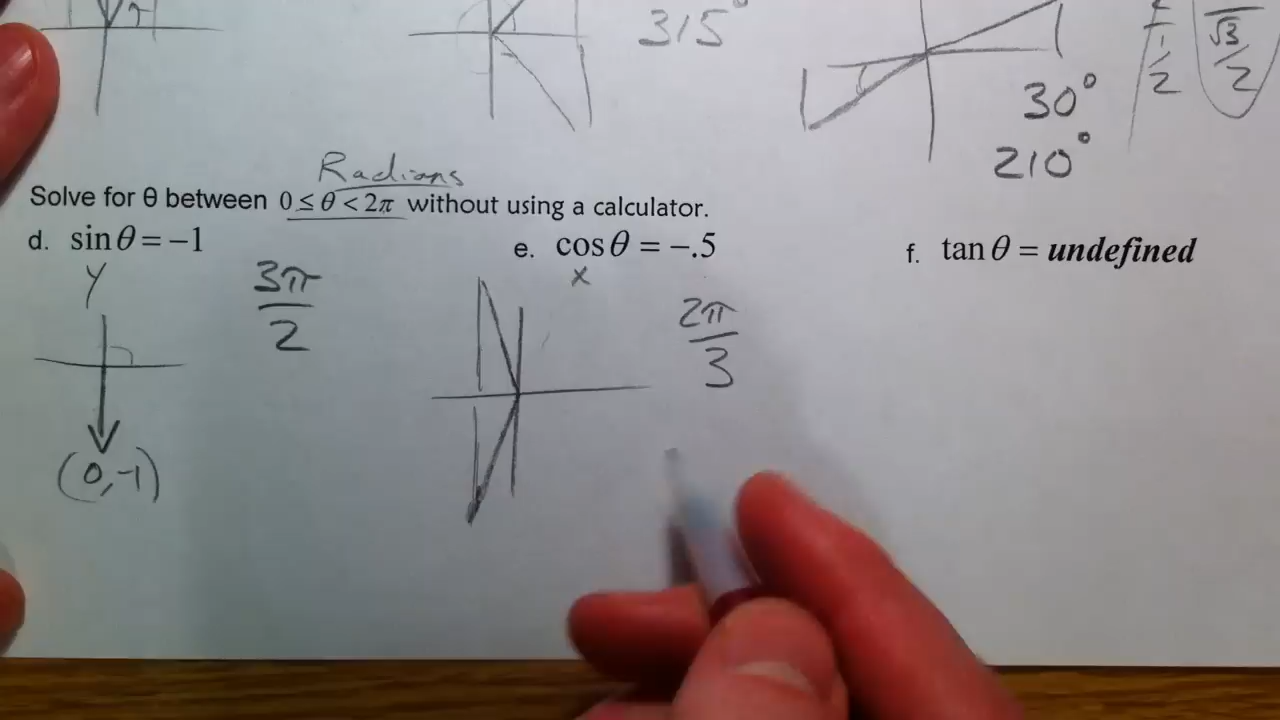 315°
√3/2
1/2
30°
210°
Radians
Solve for θ between 0 ≤ θ < 2π without using a calculator.
d. sin θ = −1
e. cos θ = −.5
f. tan θ = undefined
y
x
3π/2
2π/3
(0,-1)